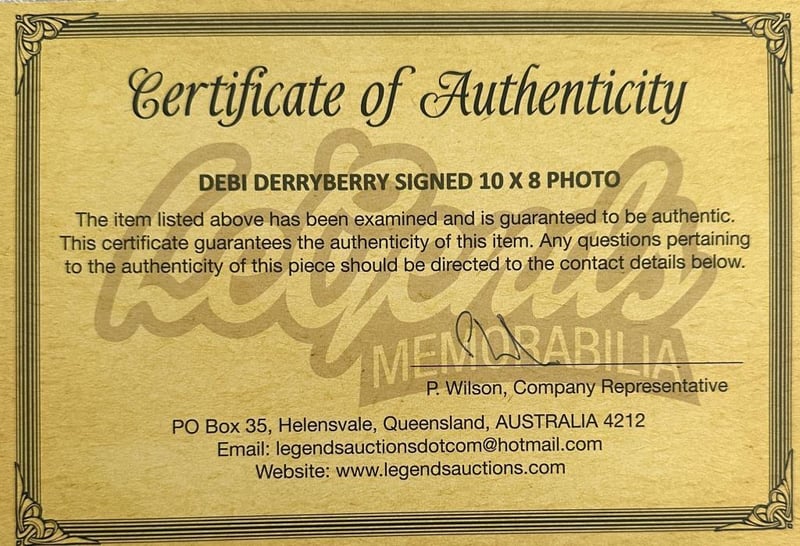 Certificate of Authenticity
Legends
DEBI DERRYBERRY SIGNED 10 X 8 PHOTO
The item listed above has been examined and is guaranteed to be authentic.
This certificate guarantees the authenticity of this item. Any questions pertaining
to the authenticity of this piece should be directed to the contact details below.
MEMORABILIA
P. Wilson, Company Representative
PO Box 35, Helensvale, Queensland, AUSTRALIA 4212
Email: legendsauctionsdotcom@hotmail.com
Website: www.legendsauctions.com